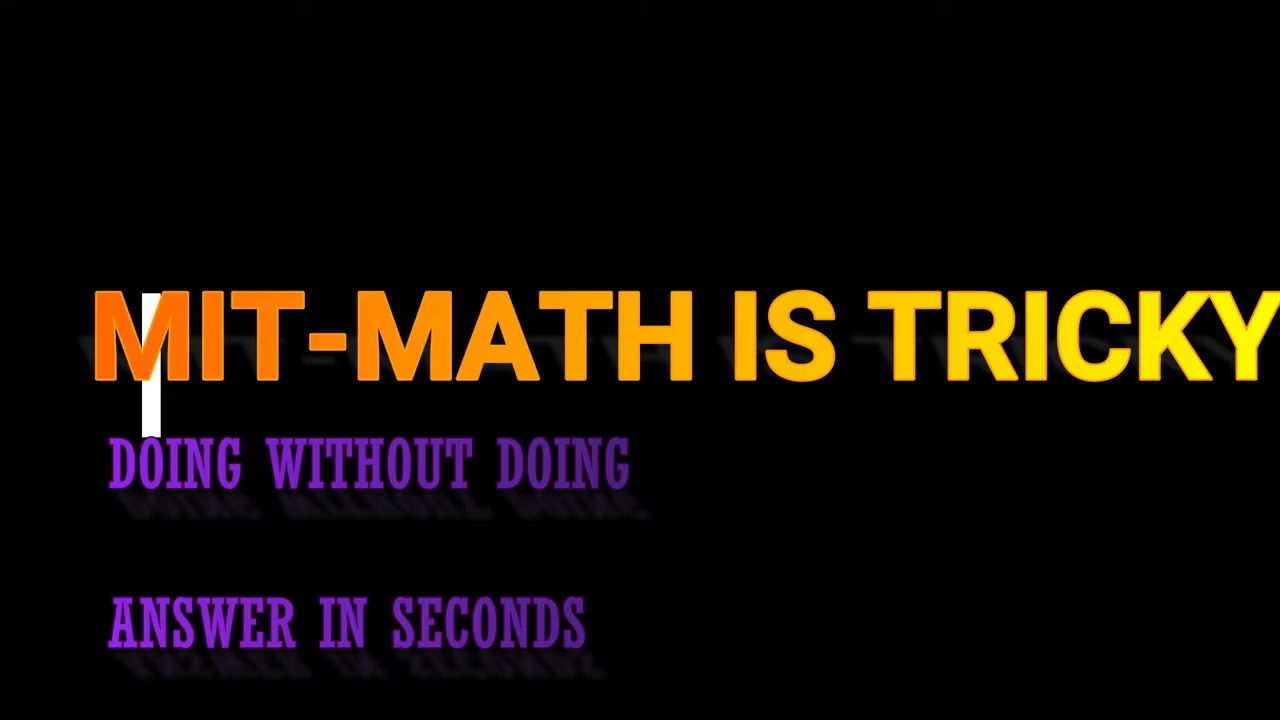 MIT-MATH IS TRICKY
DOING WITHOUT DOING
ANSWER IN SECONDS